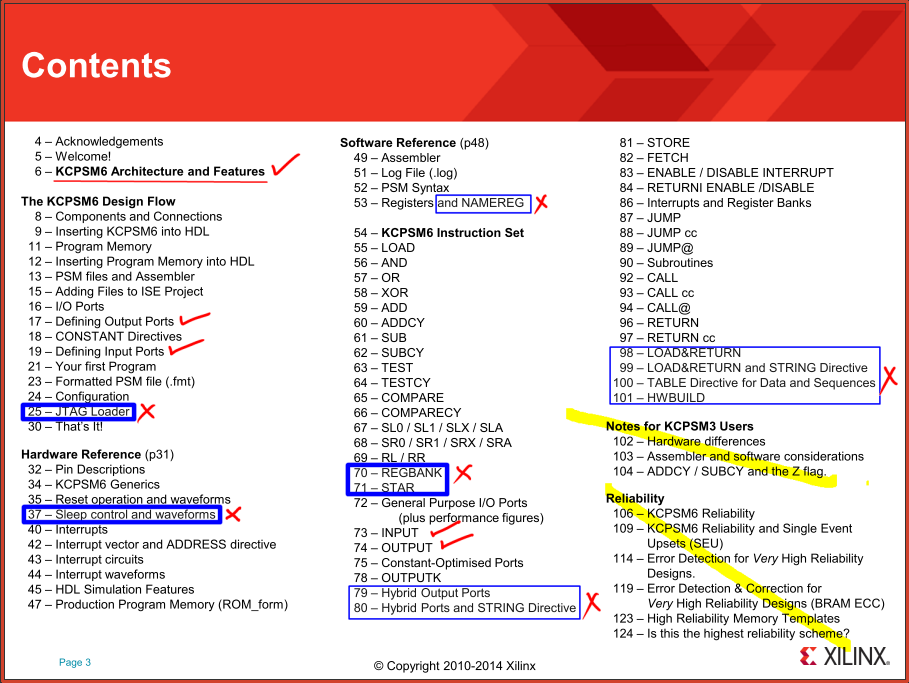 Contents
4 – Acknowledgements
5 – Welcome!
6 – KCPSM6 Architecture and Features
The KCPSM6 Design Flow
8 – Components and Connections
9 – Inserting KCPSM6 into HDL
11 – Program Memory
12 – Inserting Program Memory into HDL
13 – PSM files and Assembler
15 – Adding Files to ISE Project
16 – I/O Ports
17 – Defining Output Ports
18 – CONSTANT Directives
19 – Defining Input Ports
21 – Your first Program
23 – Formatted PSM file (.fmt)
24 – Configuration
25 – JTAG Loader
30 – That's It!
Hardware Reference (p31)
32 – Pin Descriptions
34 – KCPSM6 Generics
35 – Reset operation and waveforms
37 – Sleep control and waveforms
40 – Interrupts
42 – Interrupt vector and ADDRESS directive
43 – Interrupt circuits
44 – Interrupt waveforms
45 – HDL Simulation Features
47 – Production Program Memory (ROM_form)
Software Reference (p48)
49 – Assembler
51 – Log File (.log)
52 – PSM Syntax
53 – Registers and NAMEREG
54 – KCPSM6 Instruction Set
55 – LOAD
56 – AND
57 – OR
58 – XOR
59 – ADD
60 – ADDCY
61 – SUB
62 – SUBCY
63 – TEST
64 – TESTCY
65 – COMPARE
66 – COMPARECY
67 – SL0 / SL1 / SLX / SLA
68 – SR0 / SR1 / SRX / SRA
69 – RL / RR
70 – REGBANK
71 – STAR
72 – General Purpose I/O Ports
(plus performance figures)
73 – INPUT
74 – OUTPUT
75 – Constant-Optimised Ports
78 – OUTPUTK
79 – Hybrid Output Ports
80 – Hybrid Ports and STRING Directive
81 – STORE
82 – FETCH
83 – ENABLE / DISABLE INTERRUPT
84 – RETURNI ENABLE /DISABLE
86 – Interrupts and Register Banks
87 – JUMP
88 – JUMP cc
89 – JUMP@
90 – Subroutines
92 – CALL
93 – CALL cc
94 – CALL@
96 – RETURN
97 – RETURN cc
98 – LOAD&RETURN
99 – LOAD&RETURN and STRING Directive
100 – TABLE Directive for Data and Sequences
101 – HWBUILD
Notes for KCPSM3 Users
102 – Hardware differences
103 – Assembler and software considerations
104 – ADDCY / SUBCY and the Z flag.
Reliability
106 – KCPSM6 Reliability
109 – KCPSM6 Reliability and Single Event
Upsets (SEU)
114 – Error Detection for Very High Reliability
Designs.
119 – Error Detection & Correction for
Very High Reliability Designs (BRAM ECC)
123 – High Reliability Memory Templates
124 – Is this the highest reliability scheme?
Page 3
© Copyright 2010-2014 Xilinx
XILINX